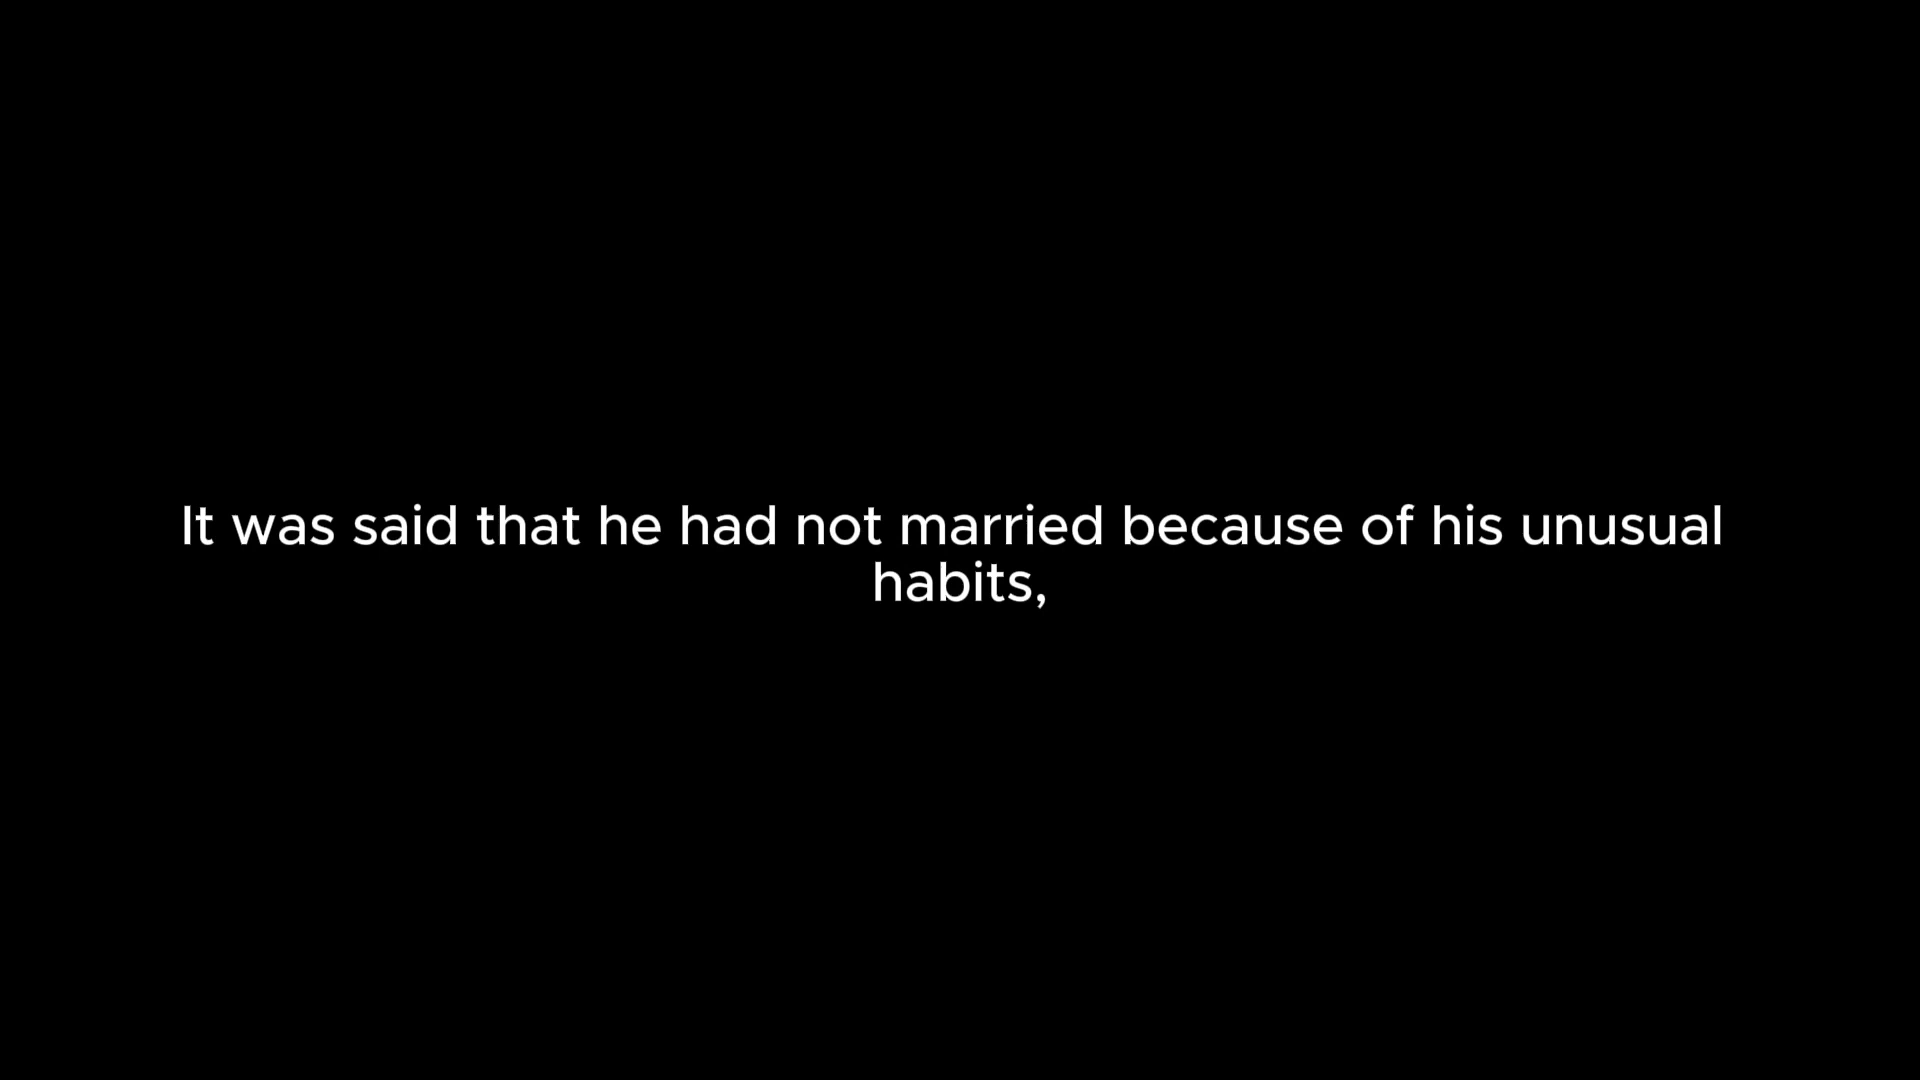 It was said that he had not married because of his unusual
habits,